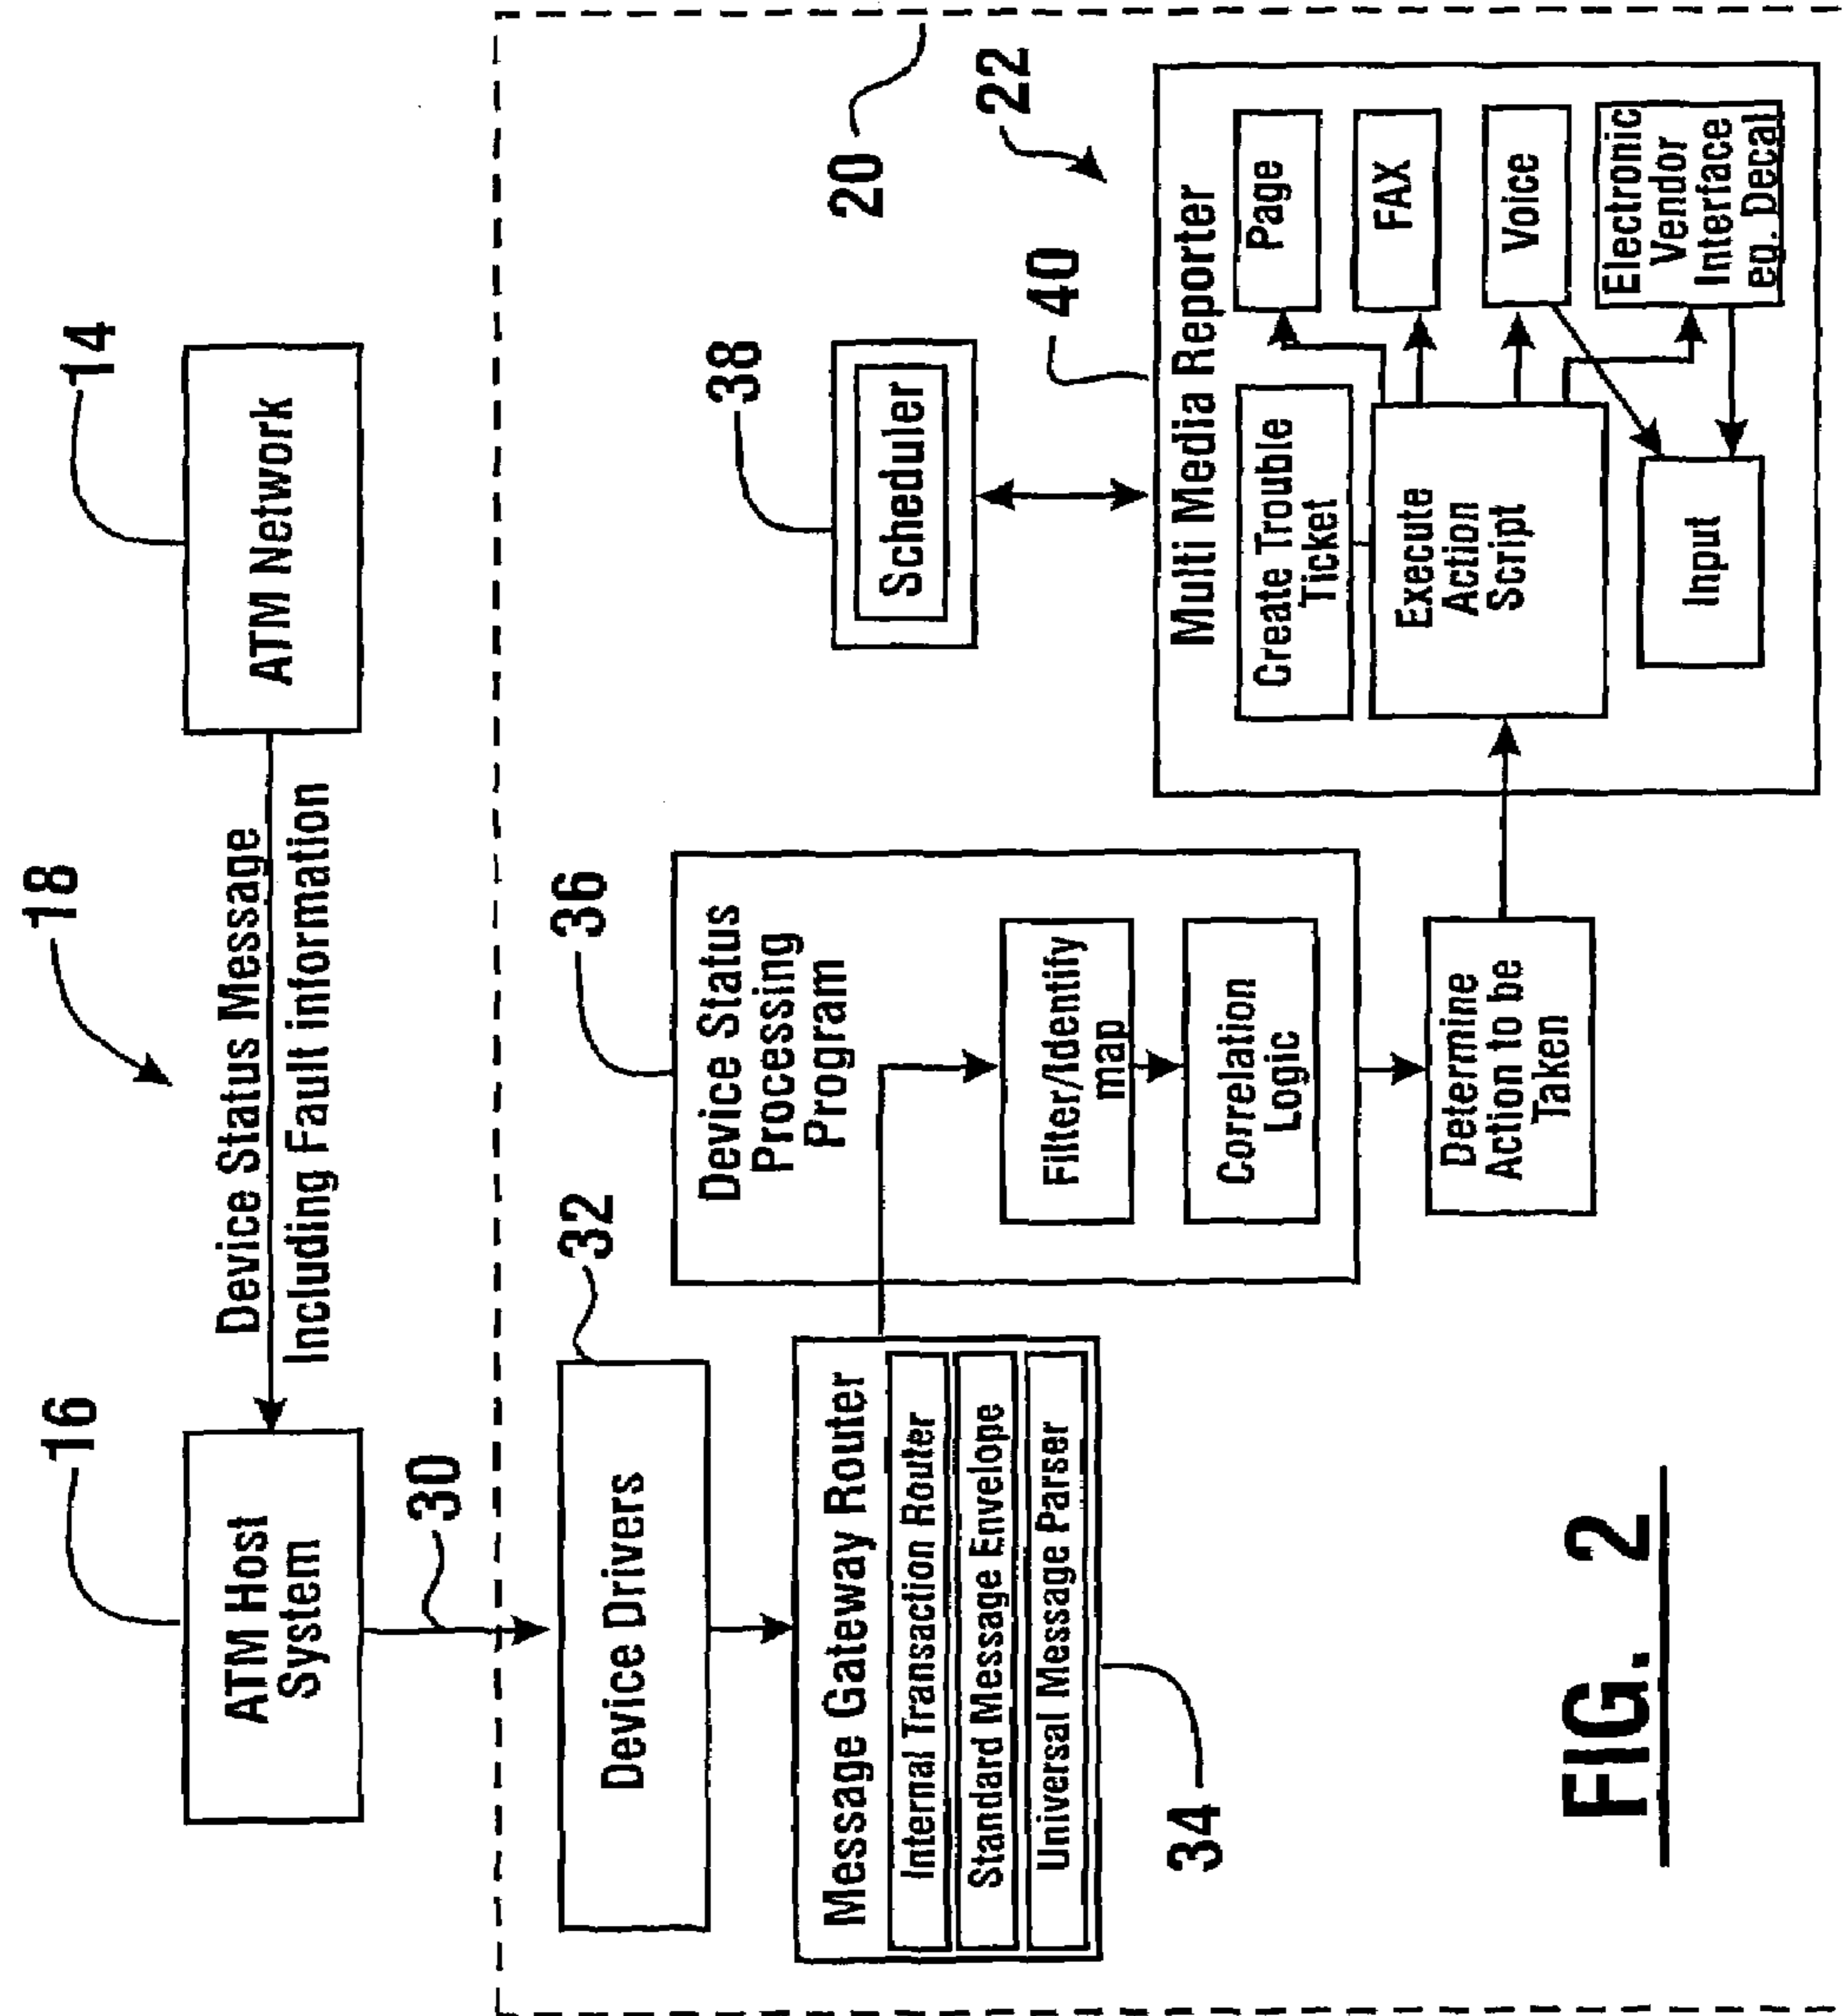 18
16
14
ATM Host
System
Device Status Message
Including Fault information
ATM Network
30
20
32
36
38
40
22
Device Drivers
Message Gateway Router
Internal Transaction Router
Standard Message Envelope
Universal Message Parser
34
Device Status
Processing
Program
Filter/Identify
map
Correlation
Logic
Determine
Action to be
Taken
Scheduler
Multi Media Reporter
Create Trouble
Ticket
Execute
Action
Script
Input
Page
FAX
Voice
Electronic
Vendor
Interface
eg. Decal
FIG. 2